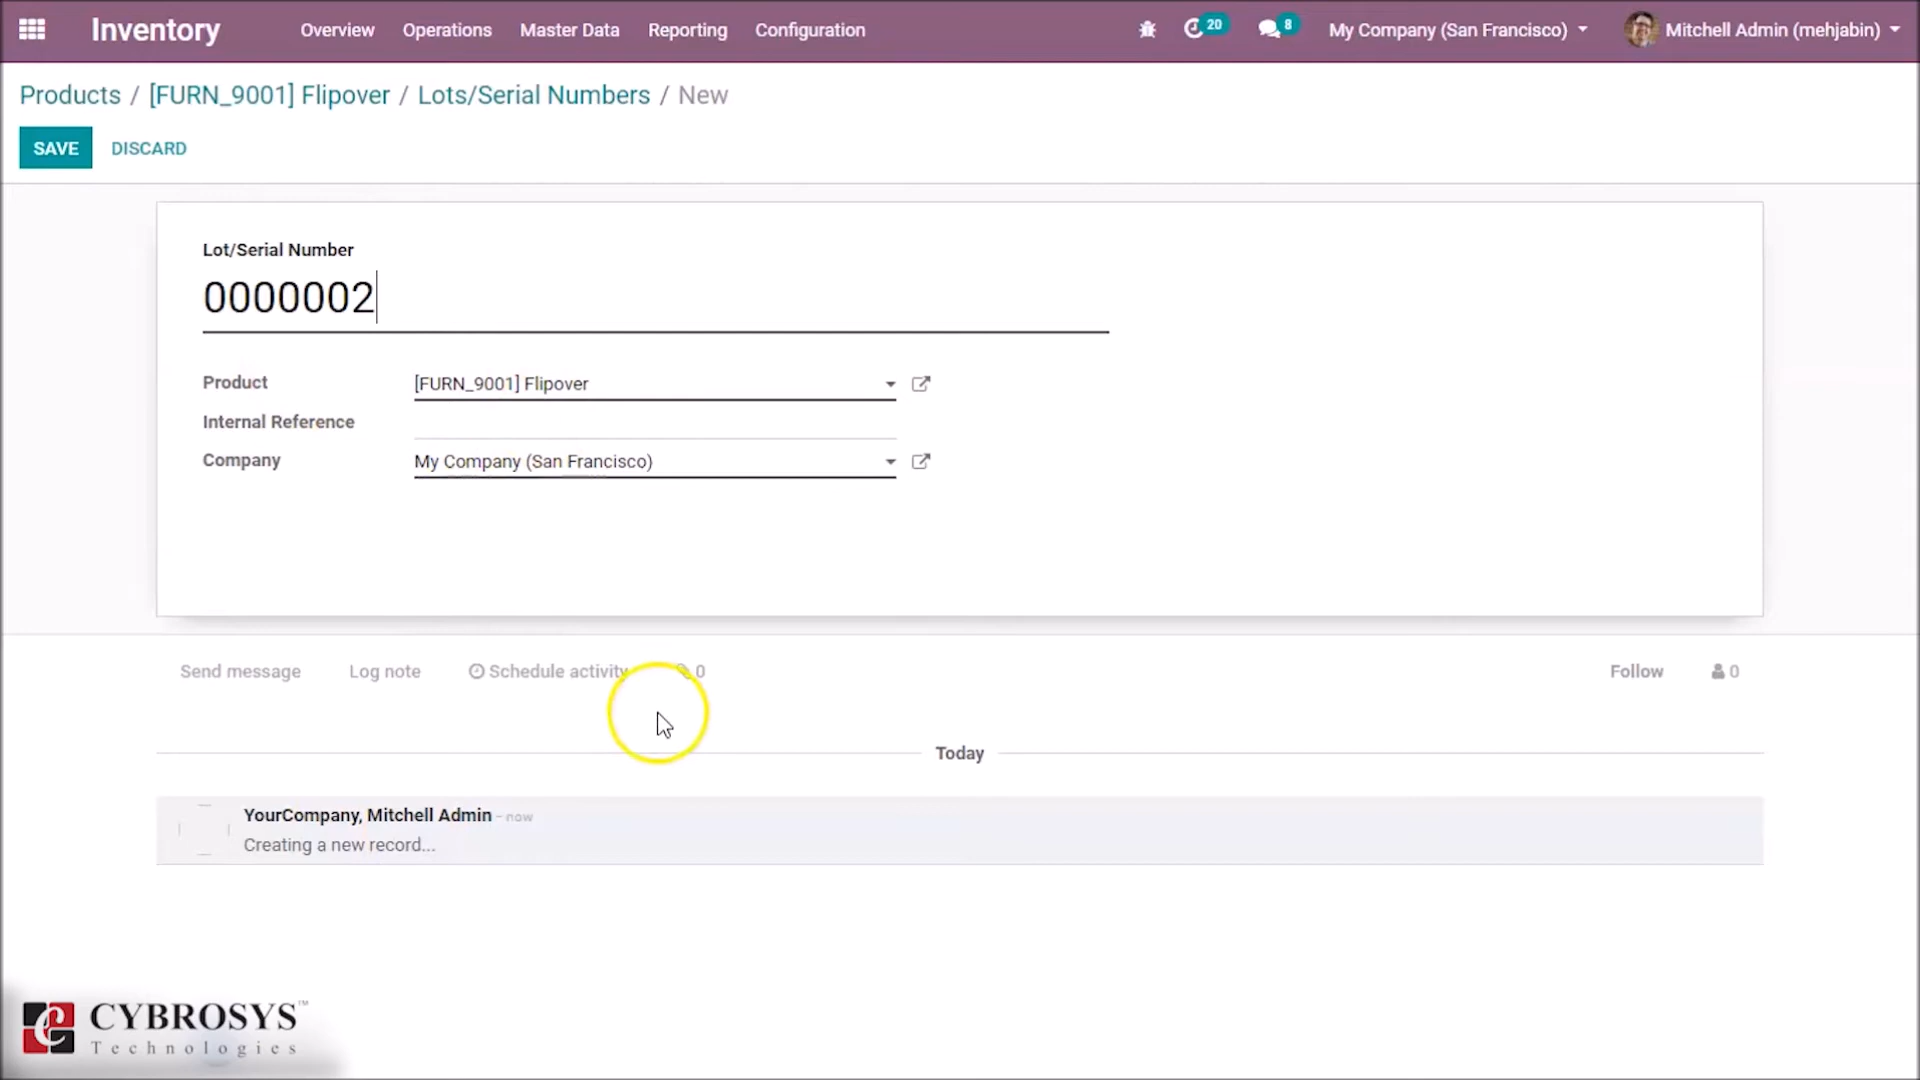 Inventory Overview Operations Master Data Reporting Configuration 20 8 My Company (San Francisco) Mitchell Admin (mehjabin)
Products / [FURN_9001] Flipover / Lots/Serial Numbers / New
SAVE DISCARD
Lot/Serial Number
0000002
Product [FURN_9001] Flipover
Internal Reference
Company My Company (San Francisco)
Send message Log note Schedule activity 0 Follow 0
Today
YourCompany, Mitchell Admin - now
Creating a new record...
CYBROSYS™
Technologies